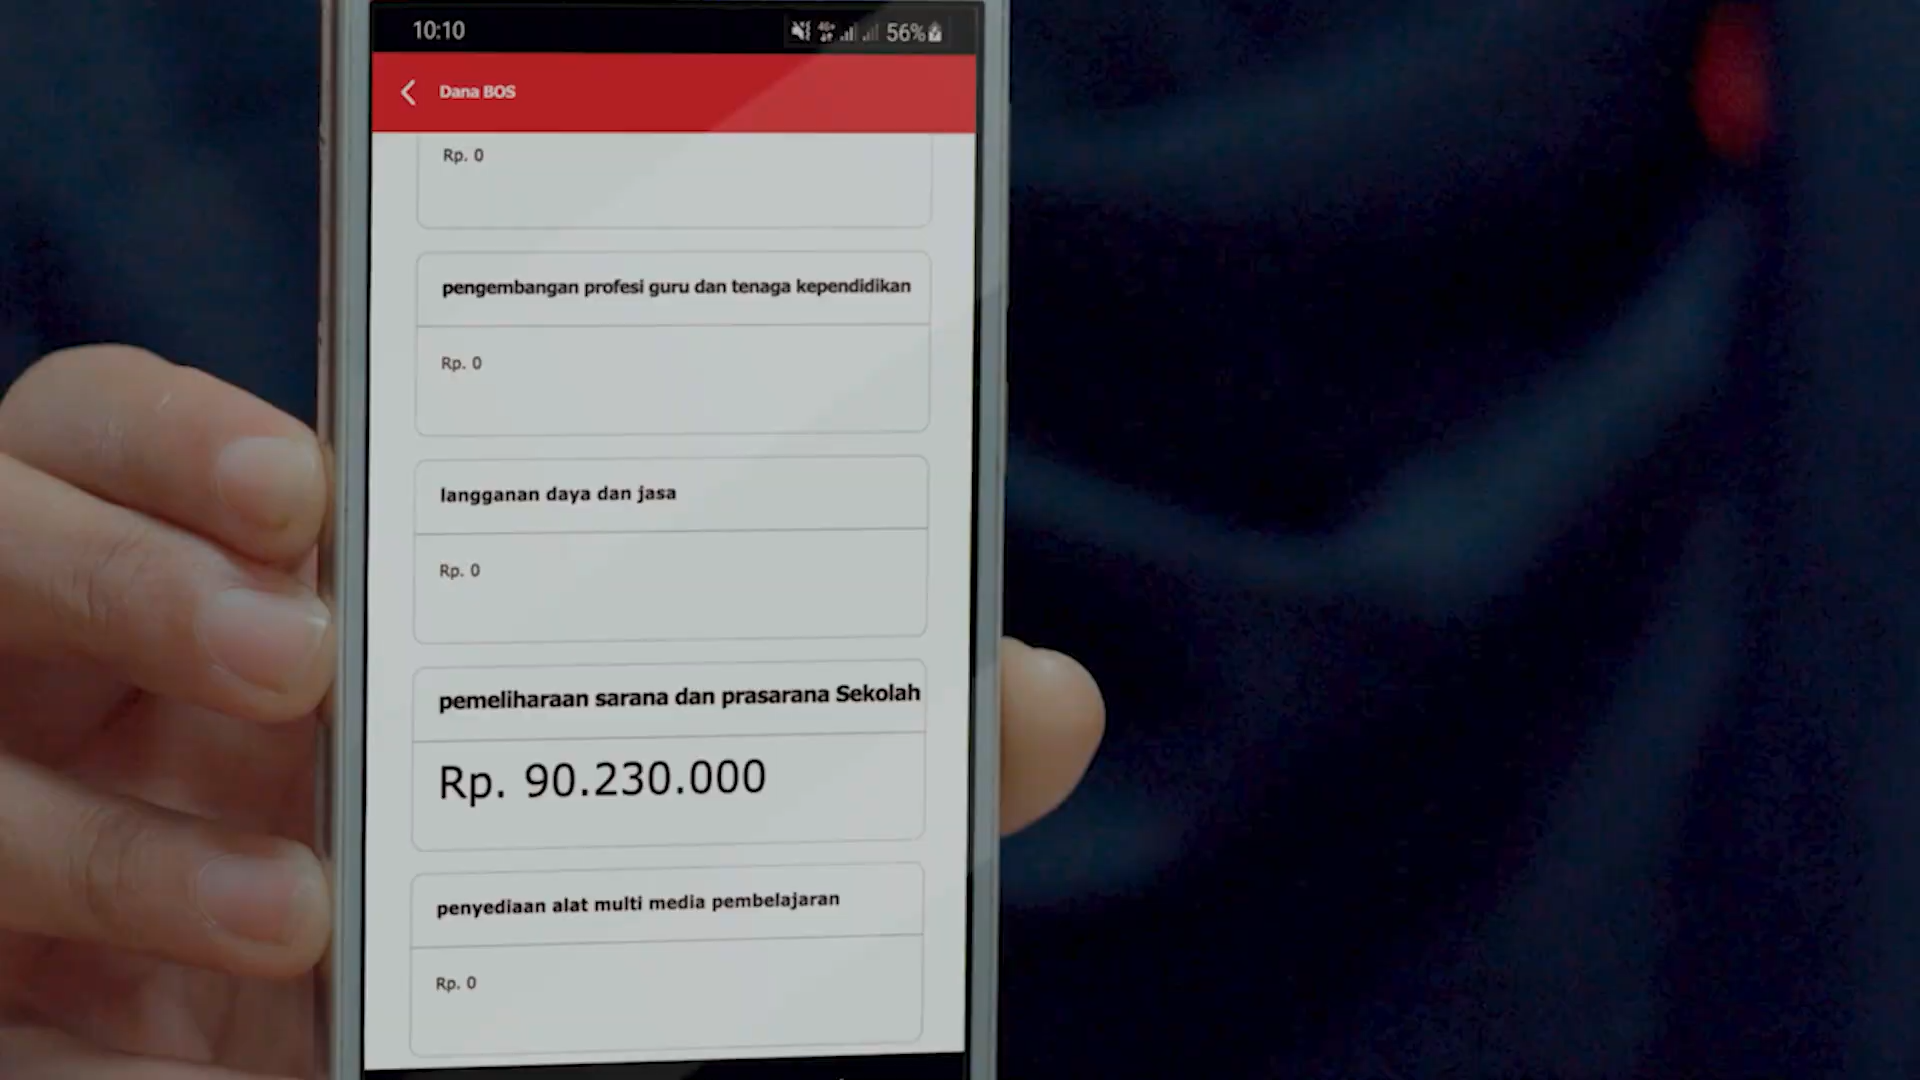 10:10
4G+ 56%
Dana BOS
Rp. 0
pengembangan profesi guru dan tenaga kependidikan
Rp. 0
langganan daya dan jasa
Rp. 0
pemeliharaan sarana dan prasarana Sekolah
Rp. 90.230.000
penyediaan alat multi media pembelajaran
Rp. 0